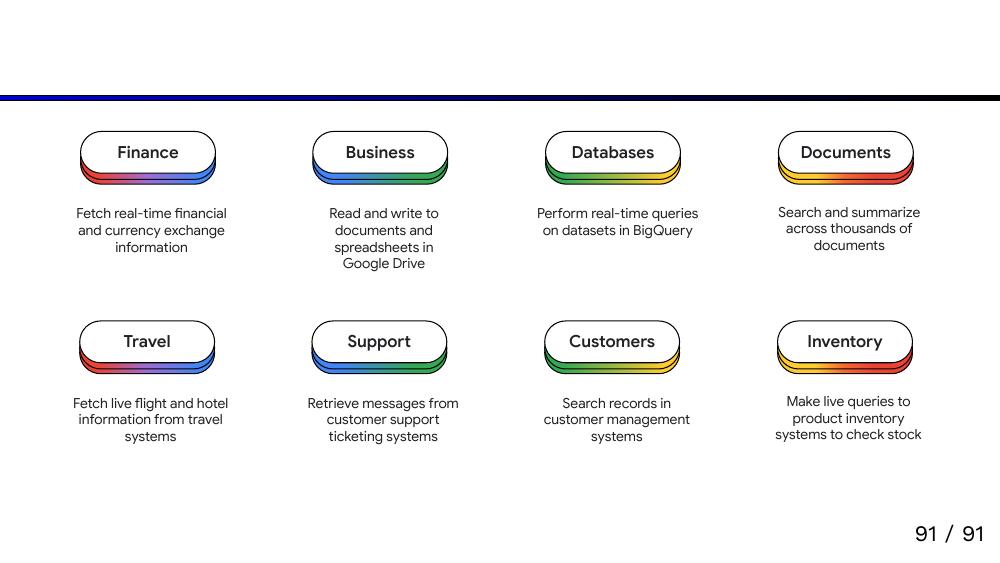 Finance
Business
Databases
Documents
Fetch real-time financial
and currency exchange
information
Read and write to
documents and
spreadsheets in
Google Drive
Perform real-time queries
on datasets in BigQuery
Search and summarize
across thousands of
documents
Travel
Support
Customers
Inventory
Fetch live flight and hotel
information from travel
systems
Retrieve messages from
customer support
ticketing systems
Search records in
customer management
systems
Make live queries to
product inventory
systems to check stock
91 / 91